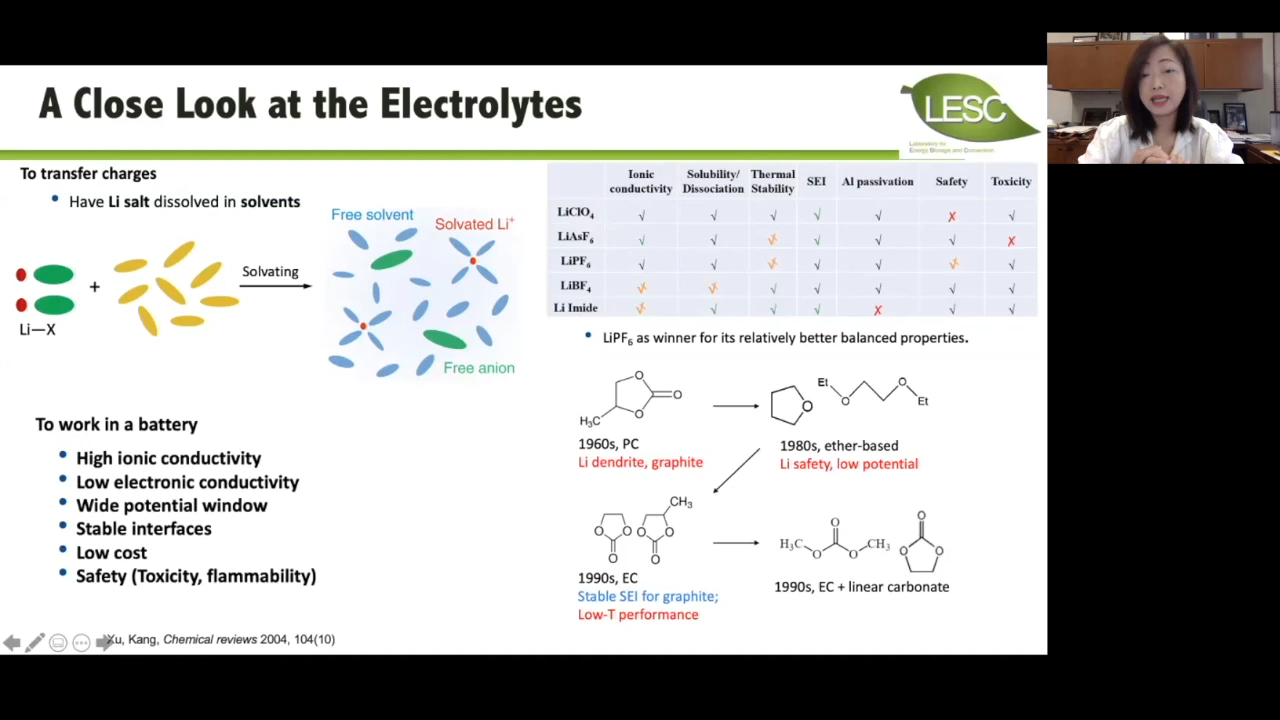 A Close Look at the Electrolytes
LESC
Laboratory for
Energy Storage and Conversion
To transfer charges
• Have Li salt dissolved in solvents
Free solvent
Solvated Li⁺
+
Solvating
Li—X
Free anion
To work in a battery
• High ionic conductivity
• Low electronic conductivity
• Wide potential window
• Stable interfaces
• Low cost
• Safety (Toxicity, flammability)
Xu, Kang, Chemical reviews 2004, 104(10)
Ionic conductivity Solubility/Dissociation Thermal Stability SEI Al passivation Safety Toxicity
LiClO₄ √ √ √ √ √ ✗ √
LiAsF₆ √ √ √✗ √ √ √ ✗
LiPF₆ √ √ √✗ √ √ √✗ √
LiBF₄ √✗ √✗ √ √ √ √ √
Li Imide √✗ √ √ √ ✗ √ √
• LiPF₆ as winner for its relatively better balanced properties.
O
O
O
H₃C
1960s, PC
Li dendrite, graphite
O
Et
O
O
Et
1980s, ether-based
Li safety, low potential
O
O
O
CH₃
O
O
O
1990s, EC
Stable SEI for graphite;
Low-T performance
H₃C
O
O
O
CH₃
O
O
O
1990s, EC + linear carbonate